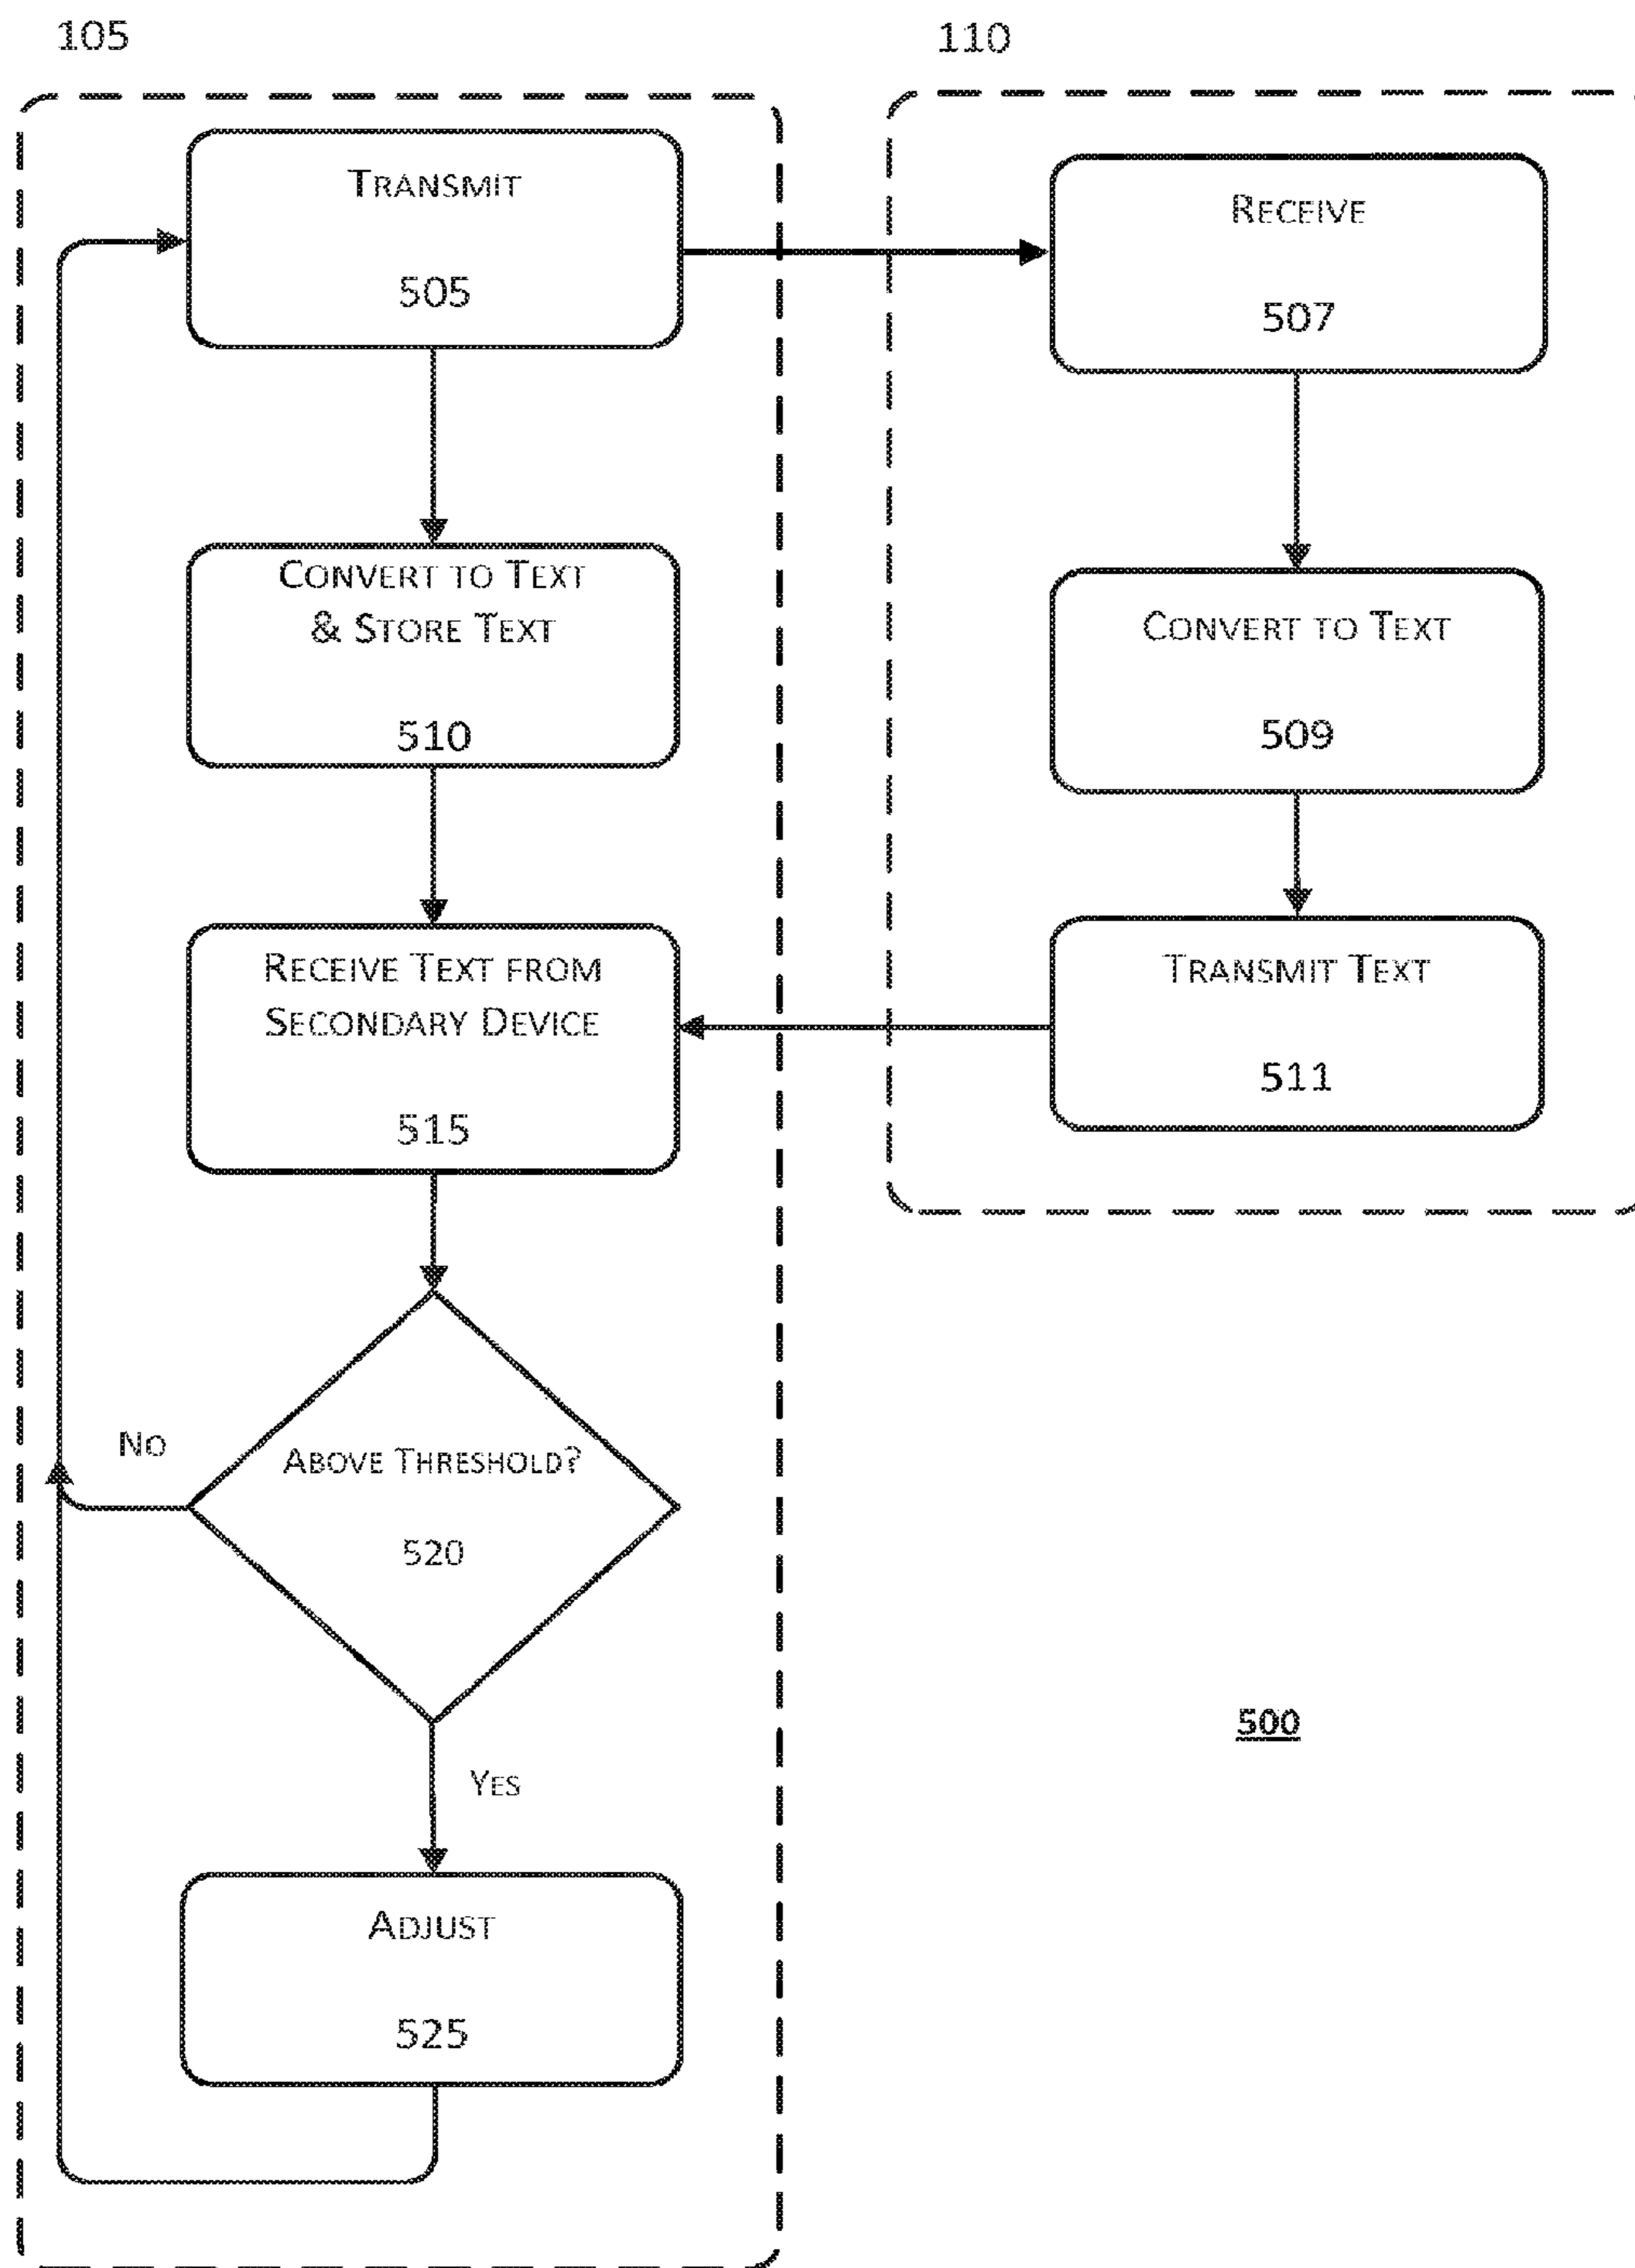 105
110
TRANSMIT
505
RECEIVE
507
CONVERT TO TEXT
& STORE TEXT
510
CONVERT TO TEXT
509
RECEIVE TEXT FROM
SECONDARY DEVICE
515
TRANSMIT TEXT
511
NO
ABOVE THRESHOLD?
520
YES
500
ADJUST
525